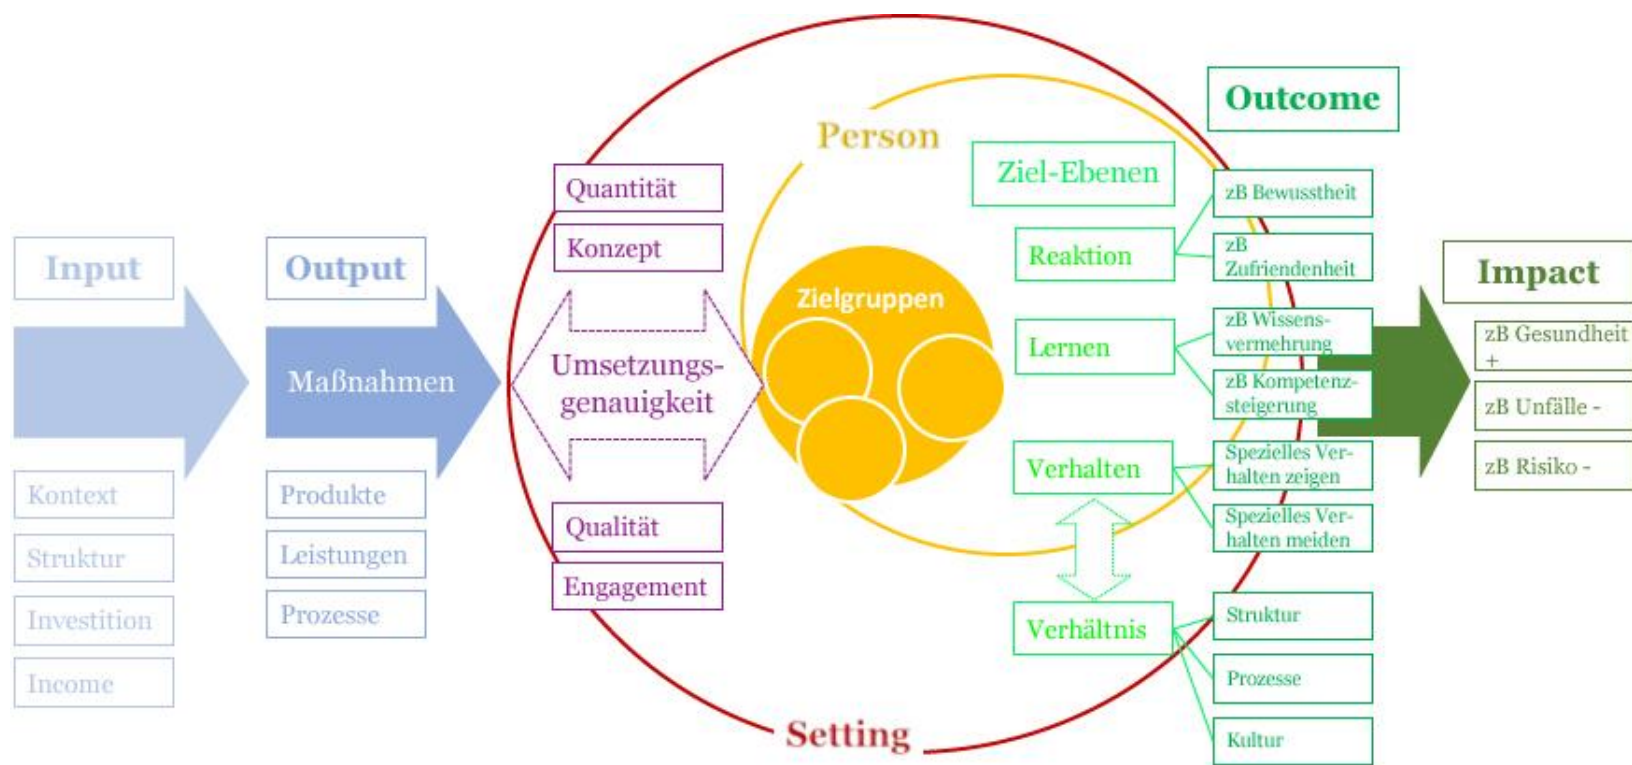 Input
Kontext
Struktur
Investition
Income
Output
Maßnahmen
Produkte
Leistungen
Prozesse
Quantität
Konzept
Umsetzungs-
genauigkeit
Qualität
Engagement
Person
Zielgruppen
Setting
Ziel-Ebenen
Reaktion
Lernen
Verhalten
Verhältnis
Outcome
zB Bewusstheit
zB
Zufriendenheit
zB Wissens-
vermehrung
zB Kompetenz-
steigerung
Spezielles Ver-
halten zeigen
Spezielles Ver-
halten meiden
Struktur
Prozesse
Kultur
Impact
zB Gesundheit
+
zB Unfälle -
zB Risiko -